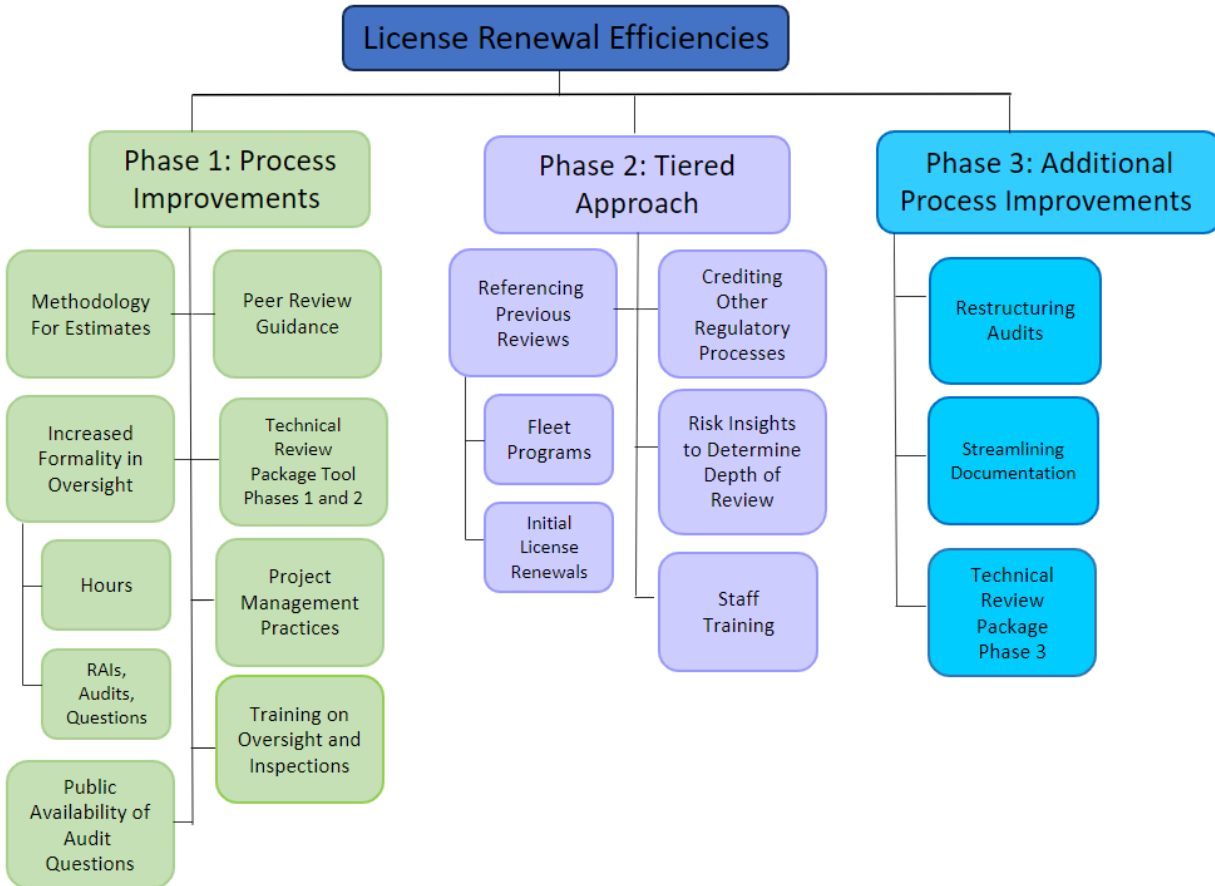 License Renewal Efficiencies
Phase 1: Process
Improvements
Methodology
For Estimates
Peer Review
Guidance
Increased
Formality in
Oversight
Technical
Review
Package Tool
Phases 1 and 2
Hours
Project
Management
Practices
RAIs,
Audits,
Questions
Training on
Oversight and
Inspections
Public
Availability of
Audit
Questions
Phase 2: Tiered
Approach
Referencing
Previous
Reviews
Crediting
Other
Regulatory
Processes
Fleet
Programs
Risk Insights
to Determine
Depth of
Review
Initial
License
Renewals
Staff
Training
Phase 3: Additional
Process Improvements
Restructuring
Audits
Streamlining
Documentation
Technical
Review
Package
Phase 3